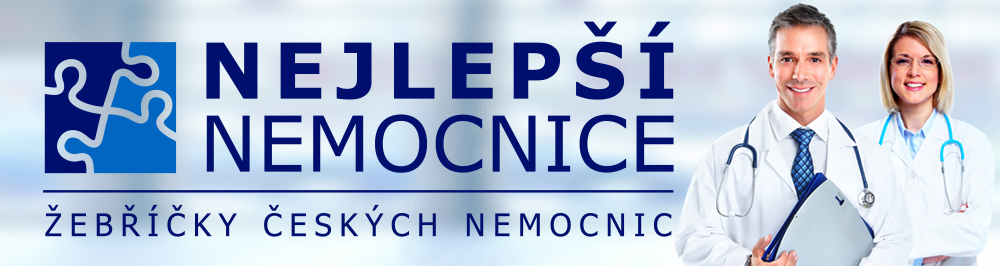 NEJLEPŠÍ
NEMOCNICE
ŽEBŘÍČKY ČESKÝCH NEMOCNIC